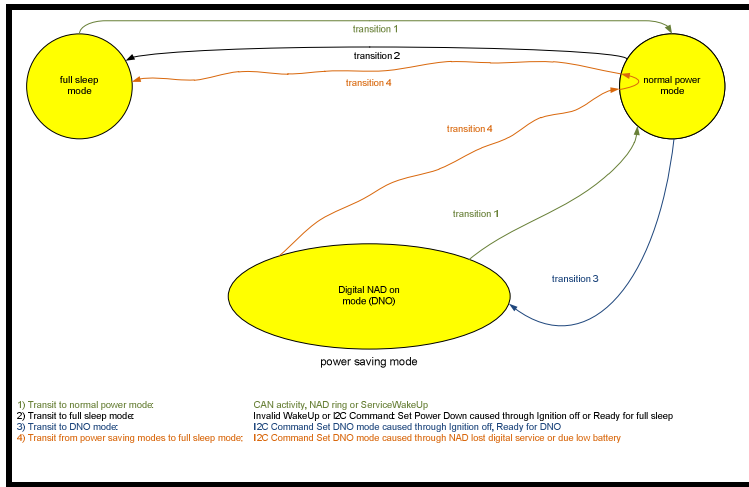 transition 1
transition 2
full sleep
mode
normal power
mode
transition 4
transition 4
transition 1
transition 3
Digital NAD on
mode (DNO)
power saving mode
1) Transit to normal power mode: CAN activity, NAD ring or ServiceWakeUp
2) Transit to full sleep mode: Invalid WakeUp or I2C Command: Set Power Down caused through Ignition off or Ready for full sleep
3) Transit to DNO mode: I2C Command Set DNO mode caused through Ignition off, Ready for DNO
4) Transit from power saving modes to full sleep mode: I2C Command Set DNO mode caused through NAD lost digital service or due low battery